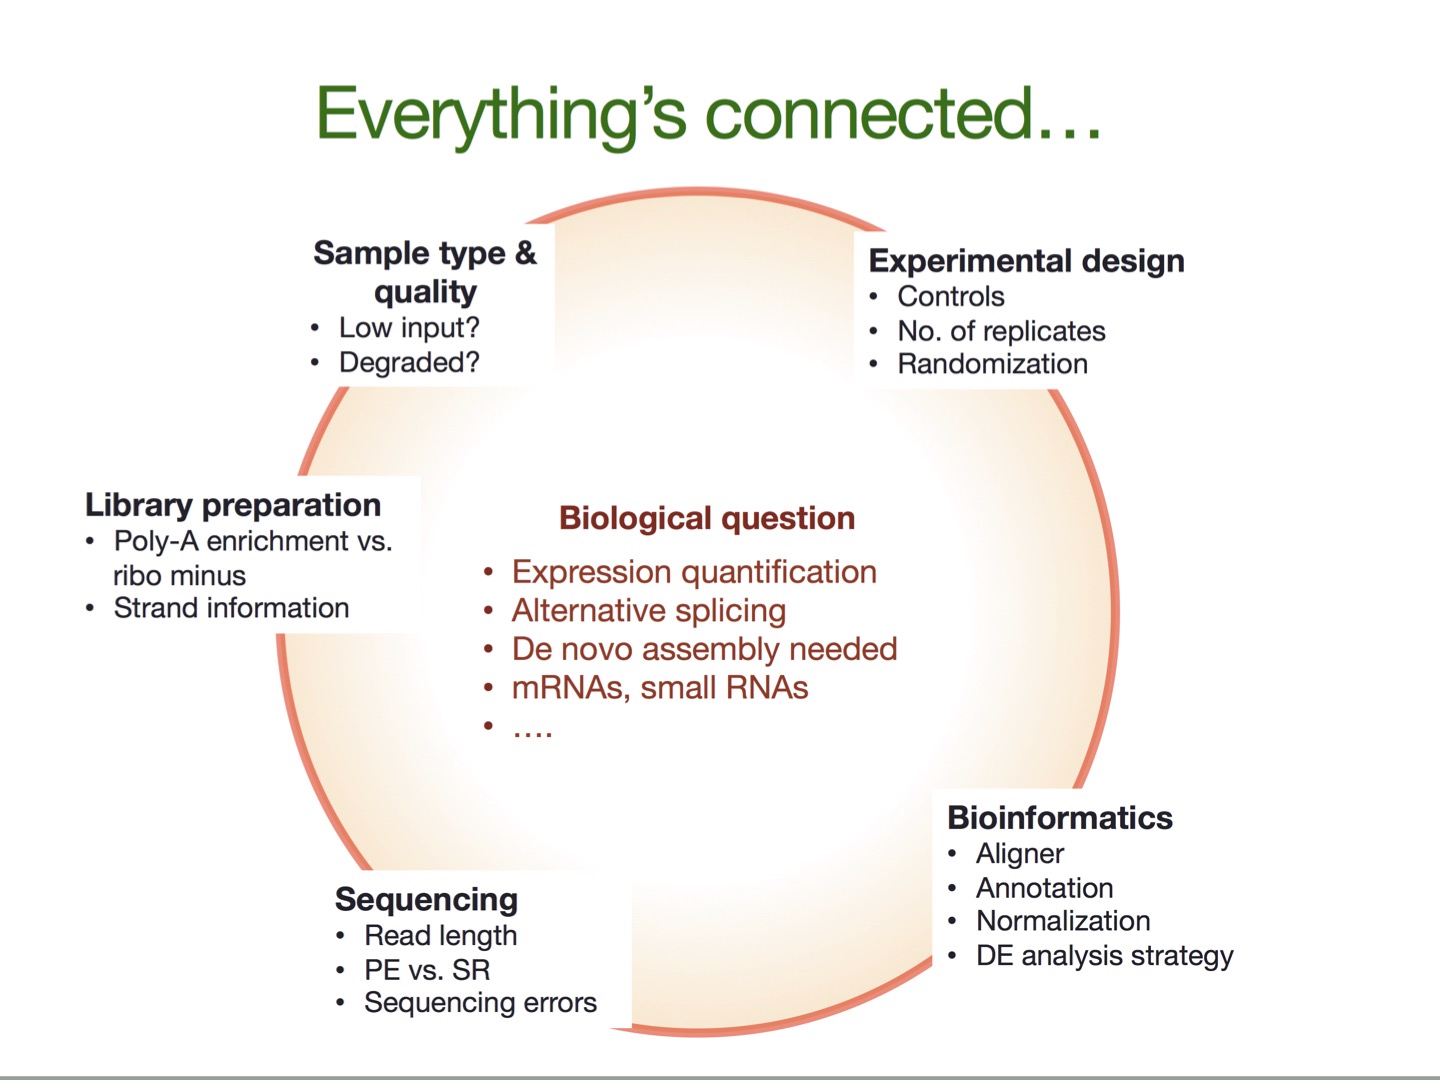 Everything’s connected…
Sample type &
quality
• Low input?
• Degraded?
Experimental design
• Controls
• No. of replicates
• Randomization
Library preparation
• Poly-A enrichment vs.
ribo minus
• Strand information
Biological question
• Expression quantification
• Alternative splicing
• De novo assembly needed
• mRNAs, small RNAs
• ….
Bioinformatics
• Aligner
• Annotation
• Normalization
• DE analysis strategy
Sequencing
• Read length
• PE vs. SR
• Sequencing errors